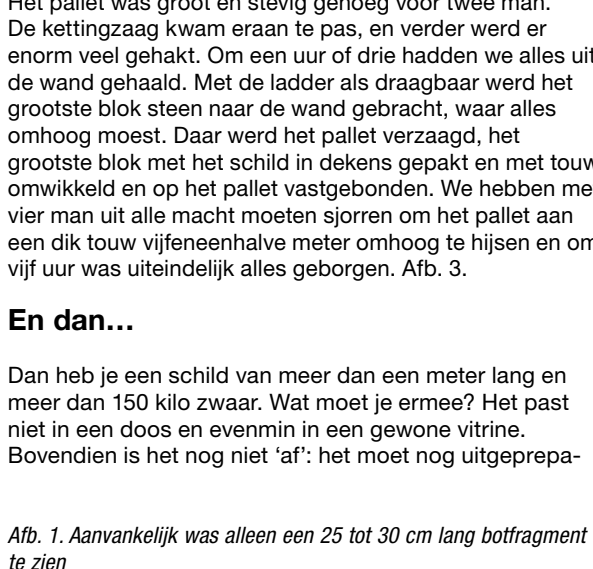 Het pallet was groot en stevig genoeg voor twee man.
De kettingzaag kwam eraan te pas, en verder werd er
enorm veel gehakt. Om een uur of drie hadden we alles uit
de wand gehaald. Met de ladder als draagbaar werd het
grootste blok steen naar de wand gebracht, waar alles
omhoog moest. Daar werd het pallet verzaagd, het
grootste blok met het schild in dekens gepakt en met touw
omwikkeld en op het pallet vastgebonden. We hebben me
vier man uit alle macht moeten sjorren om het pallet aan
een dik touw vijfeneenhalve meter omhoog te hijsen en om
vijf uur was uiteindelijk alles geborgen. Afb. 3.
En dan…
Dan heb je een schild van meer dan een meter lang en
meer dan 150 kilo zwaar. Wat moet je ermee? Het past
niet in een doos en evenmin in een gewone vitrine.
Bovendien is het nog niet ‘af’: het moet nog uitgeprepa-
Afb. 1. Aanvankelijk was alleen een 25 tot 30 cm lang botfragment
te zien